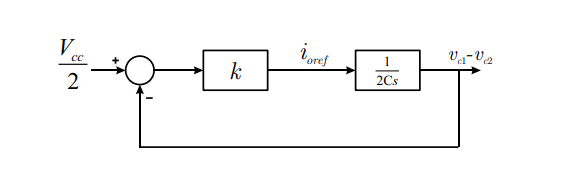 V_cc
2
+
k
i_oref
1
2Cs
v_c1-v_c2
-